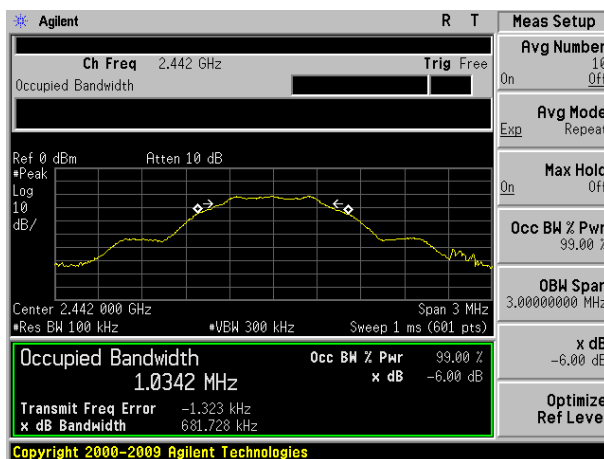 Agilent R T
Ch Freq 2.442 GHz Trig Free
Occupied Bandwidth
Ref 0 dBm Atten 10 dB
#Peak
Log
10
dB/
Center 2.442 000 GHz Span 3 MHz
#Res BW 100 kHz #VBW 300 kHz Sweep 1 ms (601 pts)
Occupied Bandwidth Occ BW % Pwr 99.00 %
1.0342 MHz x dB -6.00 dB
Transmit Freq Error -1.323 kHz
x dB Bandwidth 681.728 kHz
Copyright 2000-2009 Agilent Technologies
Meas Setup
Avg Number
10
On Off
Avg Mode
Exp Repeat
Max Hold
On Off
Occ BW % Pwr
99.00 %
OBW Span
3.00000000 MHz
x dB
-6.00 dB
Optimize
Ref Level